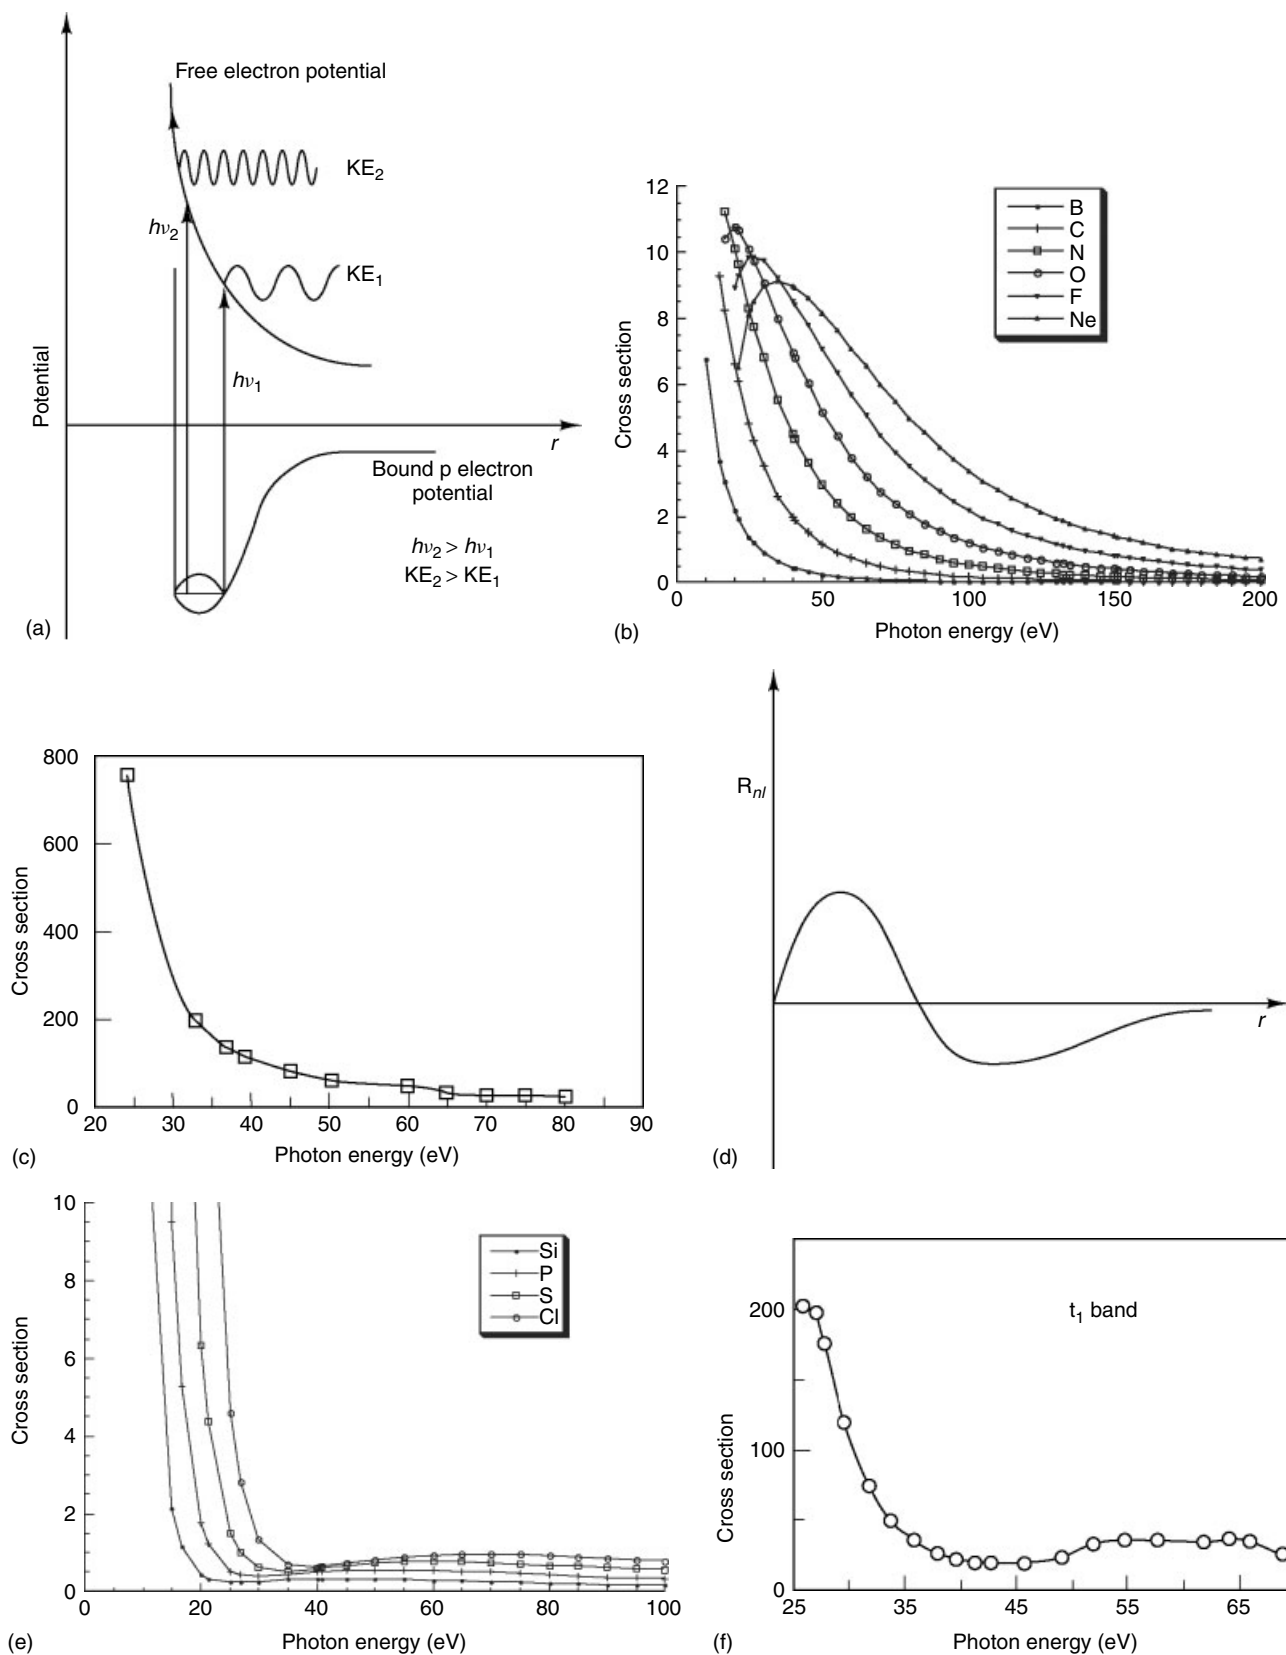 Free electron potential
KE2
hν2
KE1
hν1
Potential
r
Bound p electron
potential
hν2 > hν1
KE2 > KE1
(a)
12
10
8
6
4
2
0
Cross section
B
C
N
O
F
Ne
0 50 100 150 200
Photon energy (eV)
(b)
800
600
400
200
0
Cross section
20 30 40 50 60 70 80 90
Photon energy (eV)
(c)
Rnl
r
(d)
10
8
6
4
2
0
Cross section
Si
P
S
Cl
0 20 40 60 80 100
Photon energy (eV)
(e)
t1 band
200
100
0
Cross section
25 35 45 55 65
Photon energy (eV)
(f)